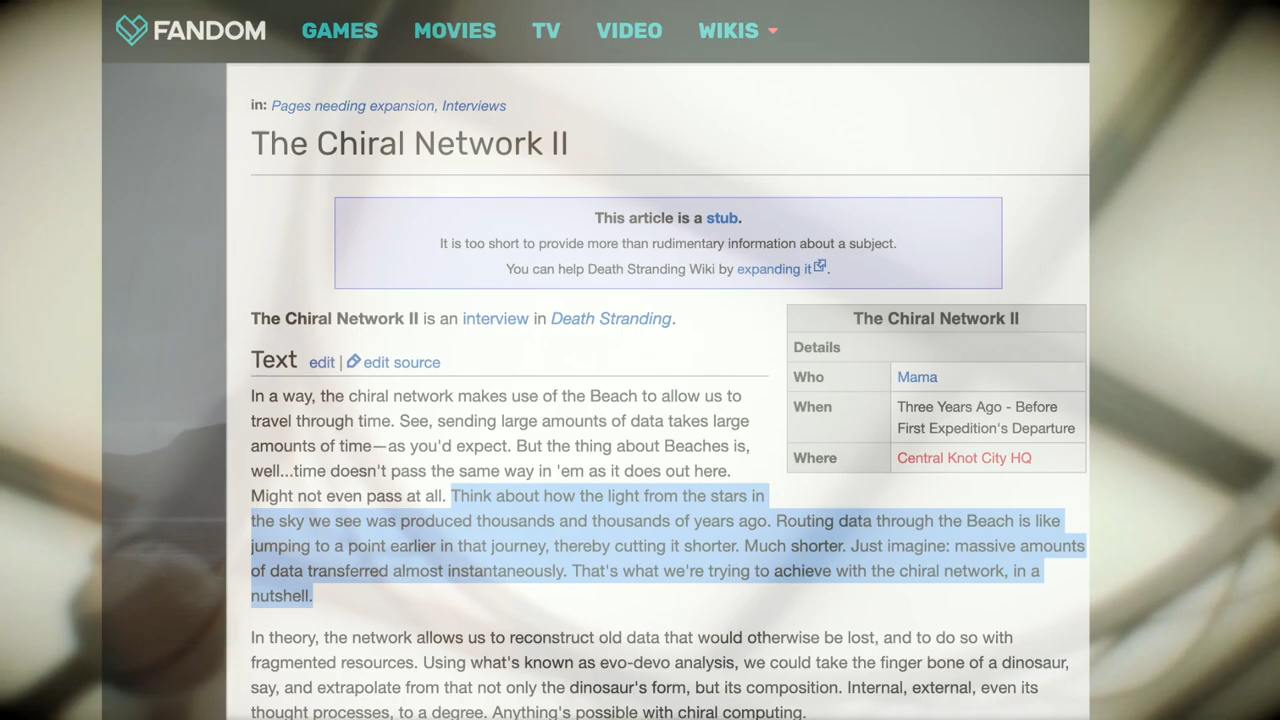 FANDOM GAMES MOVIES TV VIDEO WIKIS
in: Pages needing expansion, Interviews
The Chiral Network II
This article is a stub.
It is too short to provide more than rudimentary information about a subject.
You can help Death Stranding Wiki by expanding it.
The Chiral Network II is an interview in Death Stranding.
Text edit | edit source
In a way, the chiral network makes use of the Beach to allow us to
travel through time. See, sending large amounts of data takes large
amounts of time—as you'd expect. But the thing about Beaches is,
well...time doesn't pass the same way in 'em as it does out here.
Might not even pass at all. Think about how the light from the stars in
the sky we see was produced thousands and thousands of years ago. Routing data through the Beach is like
jumping to a point earlier in that journey, thereby cutting it shorter. Much shorter. Just imagine: massive amounts
of data transferred almost instantaneously. That's what we're trying to achieve with the chiral network, in a
nutshell.
The Chiral Network II
Details
Who Mama
When Three Years Ago - Before
First Expedition's Departure
Where Central Knot City HQ
In theory, the network allows us to reconstruct old data that would otherwise be lost, and to do so with
fragmented resources. Using what's known as evo-devo analysis, we could take the finger bone of a dinosaur,
say, and extrapolate from that not only the dinosaur's form, but its composition. Internal, external, even its
thought processes, to a degree. Anything's possible with chiral computing.